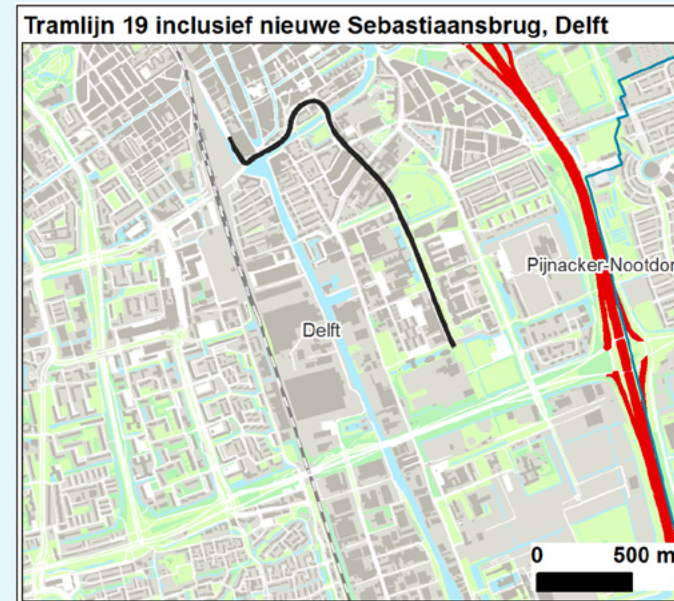 Tramlijn 19 inclusief nieuwe Sebastiaansbrug, Delft
Pijnacker-Nootdor
Delft
0 500 m